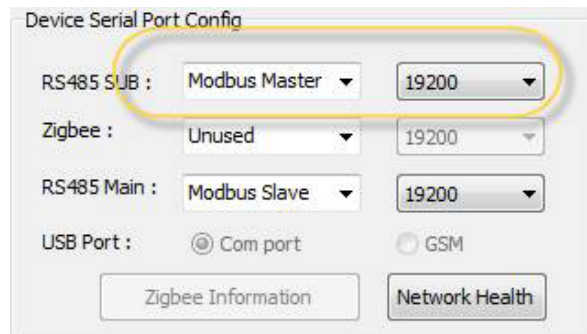 Device Serial Port Config
RS485 SUB : Modbus Master 19200
Zigbee : Unused 19200
RS485 Main : Modbus Slave 19200
USB Port : Com port GSM
Zigbee Information Network Health